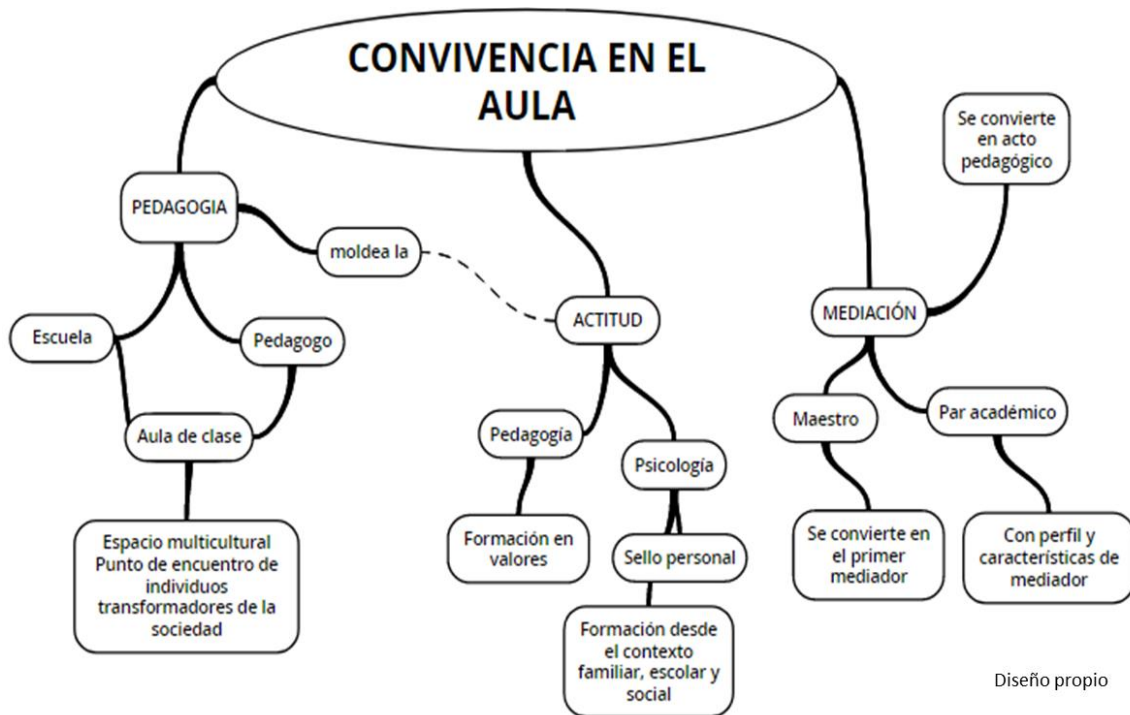 CONVIVENCIA EN EL
AULA
PEDAGOGIA
moldea la
Escuela
Pedagogo
Aula de clase
Espacio multicultural
Punto de encuentro de
individuos
transformadores de la
sociedad
ACTITUD
Pedagogía
Formación en
valores
Psicología
Sello personal
Formación desde
el contexto
familiar, escolar y
social
Se convierte
en acto
pedagógico
MEDIACIÓN
Maestro
Se convierte en
el primer
mediador
Par académico
Con perfil y
características de
mediador
Diseño propio